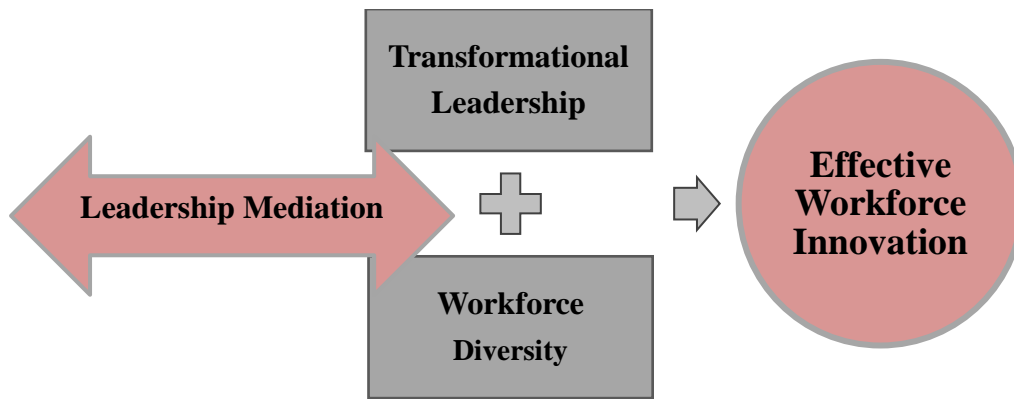 Transformational
Leadership
Leadership Mediation
Workforce
Diversity
Effective
Workforce
Innovation